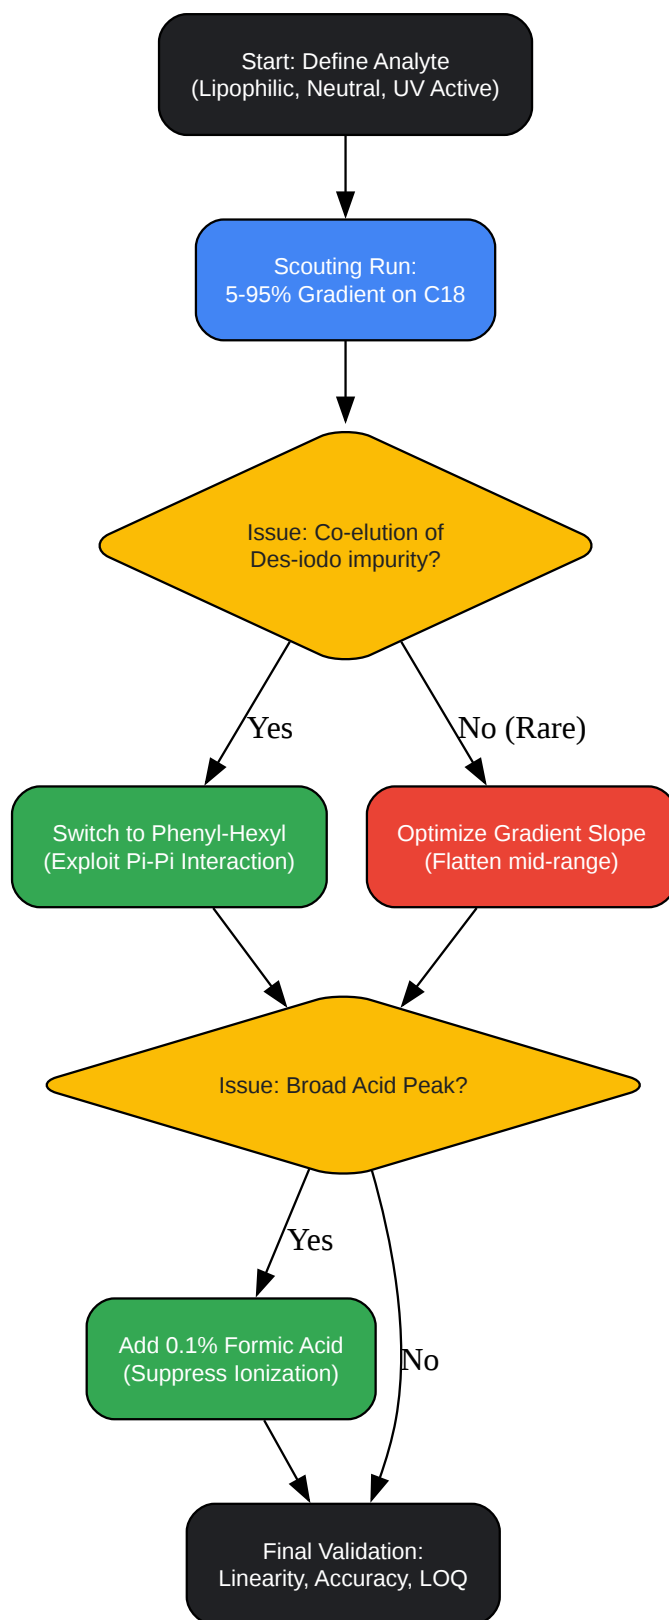 Start: Define Analyte
(Lipophilic, Neutral, UV Active)
Scouting Run:
5-95% Gradient on C18
Issue: Co-elution of
Des-iodo impurity?
Yes
No (Rare)
Switch to Phenyl-Hexyl
(Exploit Pi-Pi Interaction)
Optimize Gradient Slope
(Flatten mid-range)
Issue: Broad Acid Peak?
Yes
No
Add 0.1% Formic Acid
(Suppress Ionization)
Final Validation:
Linearity, Accuracy, LOQ